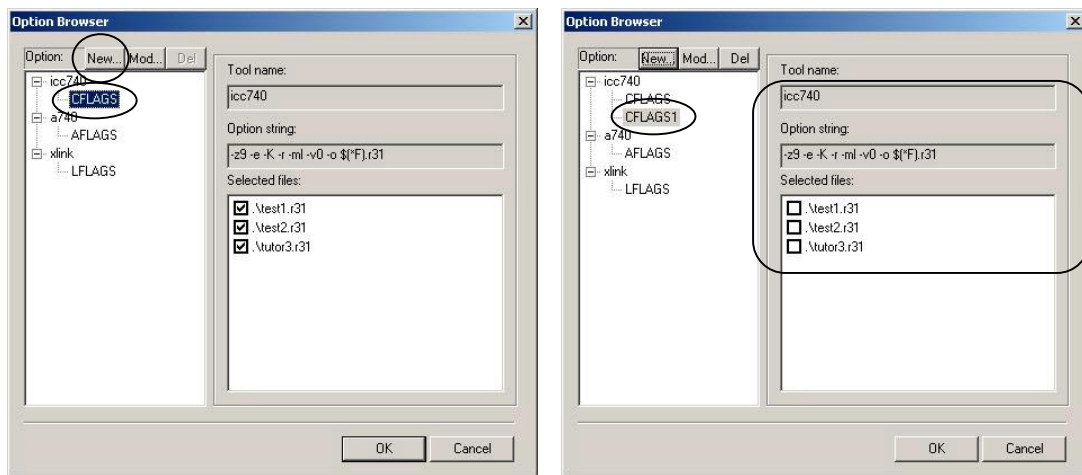 Option Browser
Option: New... Mod... Del
icc740
CFLAGS
a740
AFLAGS
xlink
LFLAGS
Tool name:
icc740
Option string:
-z9 -e -K -r -ml -v0 -o $(*F).r31
Selected files:
.\test1.r31
.\test2.r31
.\tutor3.r31
OK Cancel
Option Browser
Option: New... Mod... Del
icc740
CFLAGS
CFLAGS1
a740
AFLAGS
xlink
LFLAGS
Tool name:
icc740
Option string:
-z9 -e -K -r -ml -v0 -o $(*F).r31
Selected files:
.\test1.r31
.\test2.r31
.\tutor3.r31
OK Cancel